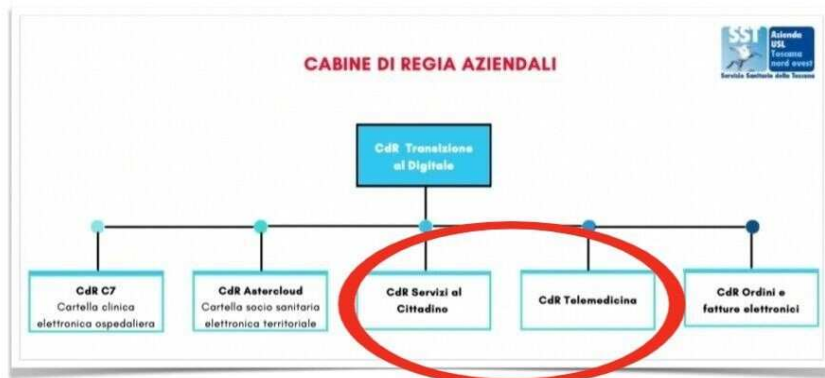 CABINE DI REGIA AZIENDALI
SST
Azienda
USL
Toscana
nord ovest
Servizio Sanitario della Toscana
CdR Transizione
al Digitale
CdR C7
Cartella clinica
elettronica ospedaliera
CdR Astercloud
Cartella socio sanitaria
elettronica territoriale
CdR Servizi al
Cittadino
CdR Telemedicina
CdR Ordini e
fatture elettronici